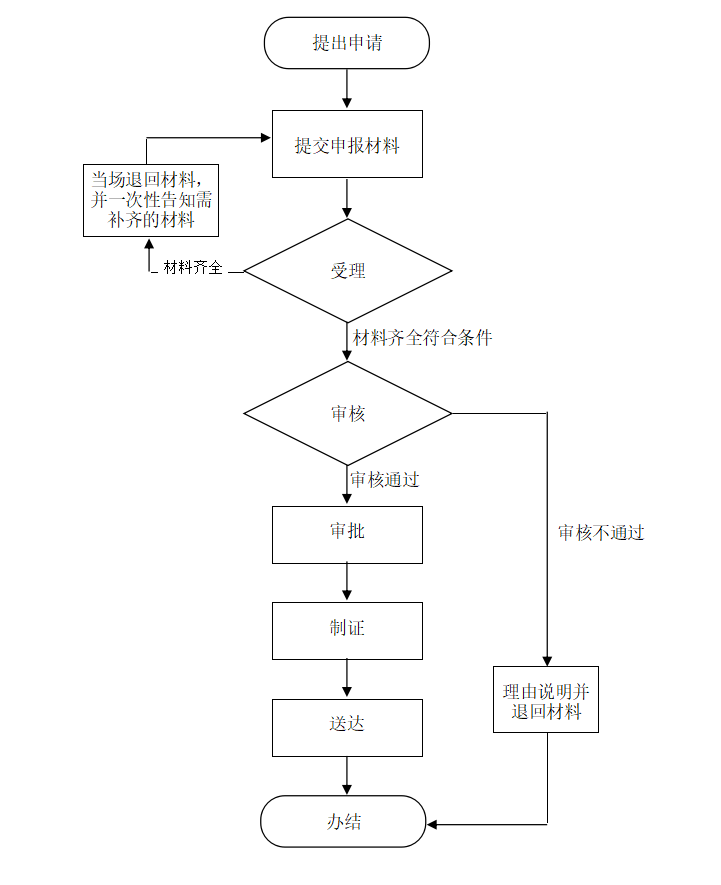 提出申请
提交申报材料
当场退回材料，
并一次性告知需
补齐的材料
材料齐全
受理
材料齐全符合条件
审核
审核通过
审批
审核不通过
制证
理由说明并
退回材料
送达
办结